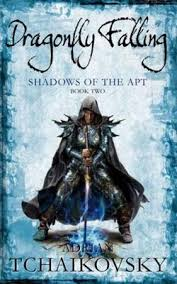 Dragonfly Falling
SHADOWS OF THE APT
BOOK TWO
ADRIAN
TCHAIKOVSKY